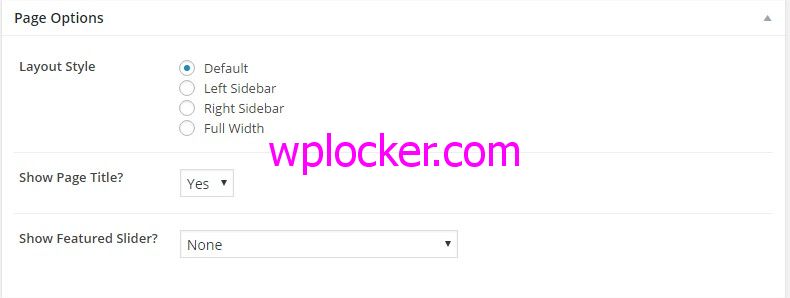 Page Options
Layout Style
Default
Left Sidebar
Right Sidebar
Full Width
wplocker.com
Show Page Title?
Yes
Show Featured Slider?
None